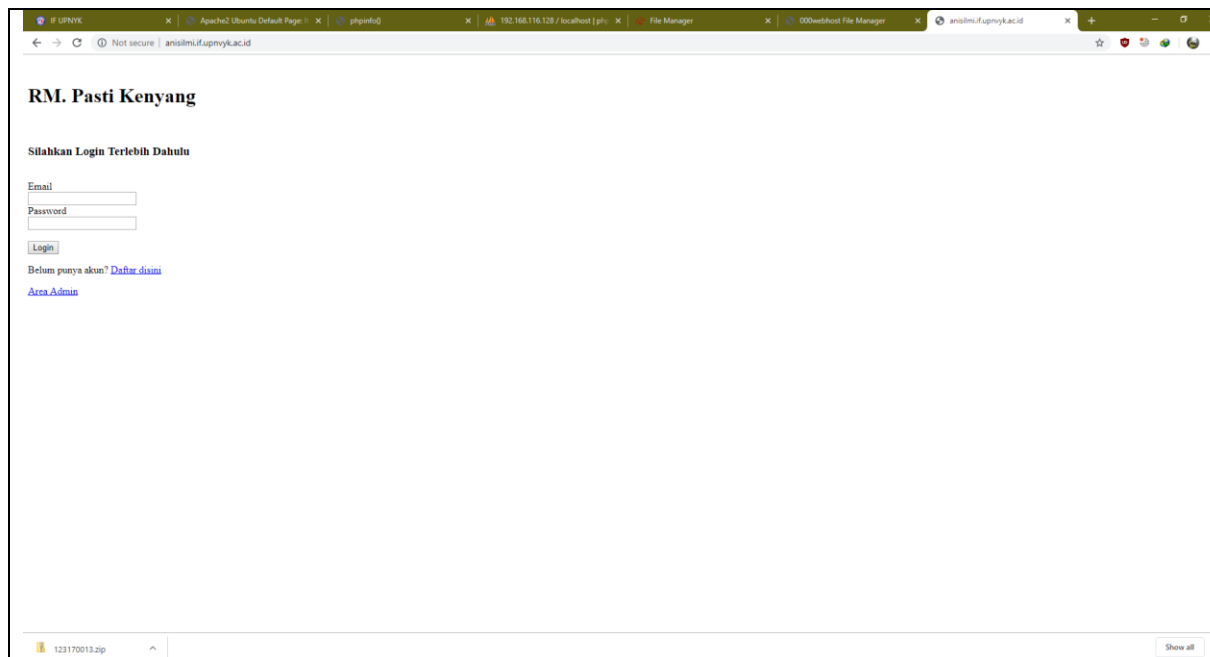 IF UPNYK
Apache2 Ubuntu Default Page: It
phpinfo()
192.168.116.128 / localhost | php
File Manager
000webhost File Manager
anisilmi.if.upnvyk.ac.id
Not secure | anisilmi.if.upnvyk.ac.id
RM. Pasti Kenyang
Silahkan Login Terlebih Dahulu
Email
Password
Login
Belum punya akun? Daftar disini
Area Admin
123170013.zip
Show all